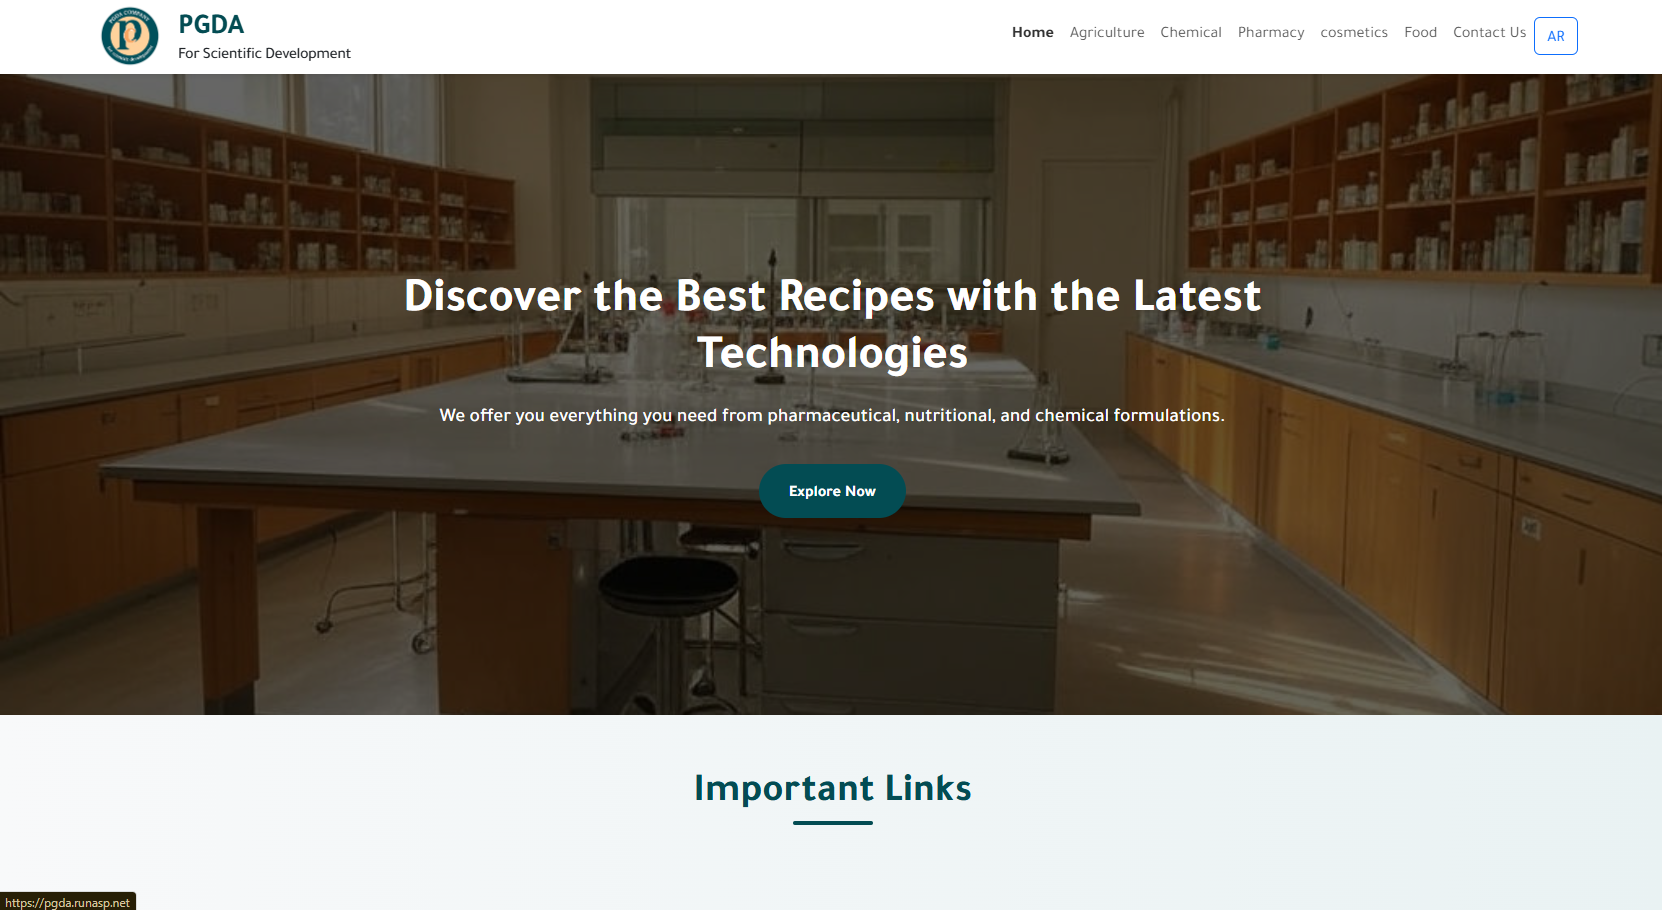 PGDA
For Scientific Development
Home Agriculture Chemical Pharmacy cosmetics Food Contact Us AR
Discover the Best Recipes with the Latest
Technologies
We offer you everything you need from pharmaceutical, nutritional, and chemical formulations.
Explore Now
Important Links
https://pgda.runasp.net